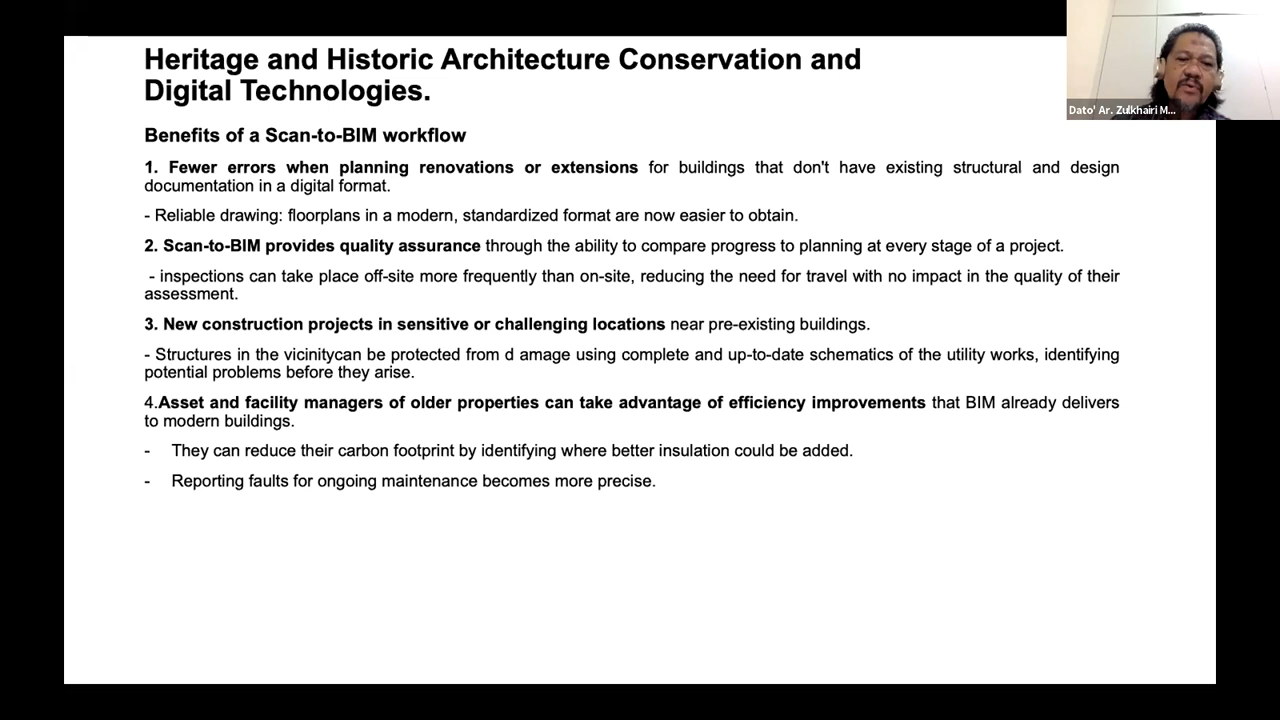 Heritage and Historic Architecture Conservation and
Digital Technologies.
Dato' Ar. Zulkhairi M...
Benefits of a Scan-to-BIM workflow
1. Fewer errors when planning renovations or extensions for buildings that don't have existing structural and design
documentation in a digital format.
- Reliable drawing: floorplans in a modern, standardized format are now easier to obtain.
2. Scan-to-BIM provides quality assurance through the ability to compare progress to planning at every stage of a project.
- inspections can take place off-site more frequently than on-site, reducing the need for travel with no impact in the quality of their
assessment.
3. New construction projects in sensitive or challenging locations near pre-existing buildings.
- Structures in the vicinitycan be protected from d amage using complete and up-to-date schematics of the utility works, identifying
potential problems before they arise.
4.Asset and facility managers of older properties can take advantage of efficiency improvements that BIM already delivers
to modern buildings.
- They can reduce their carbon footprint by identifying where better insulation could be added.
- Reporting faults for ongoing maintenance becomes more precise.